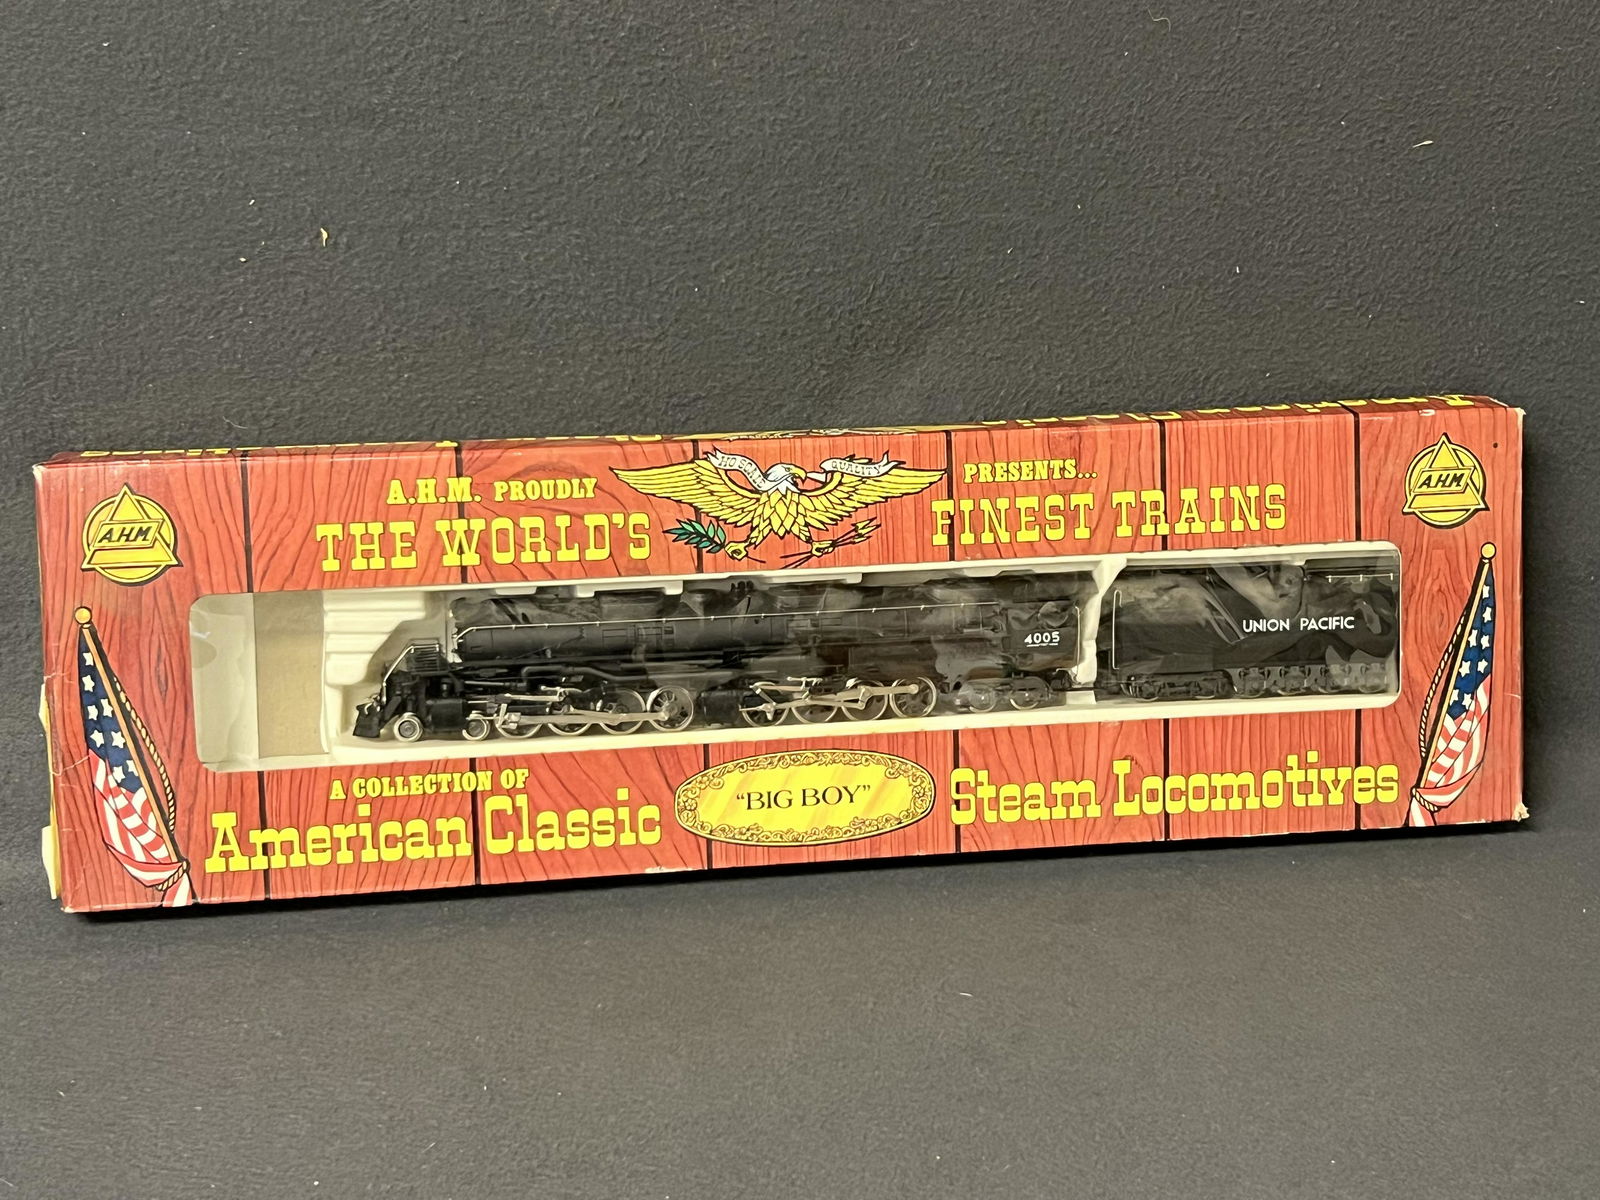 A.H.M. PROUDLY
HO SCALE QUALITY
PRESENTS...
THE WORLD'S
FINEST TRAINS
A.H.M.
A.H.M.
4005
UNION PACIFIC
A COLLECTION OF
American Classic
"BIG BOY"
Steam Locomotives